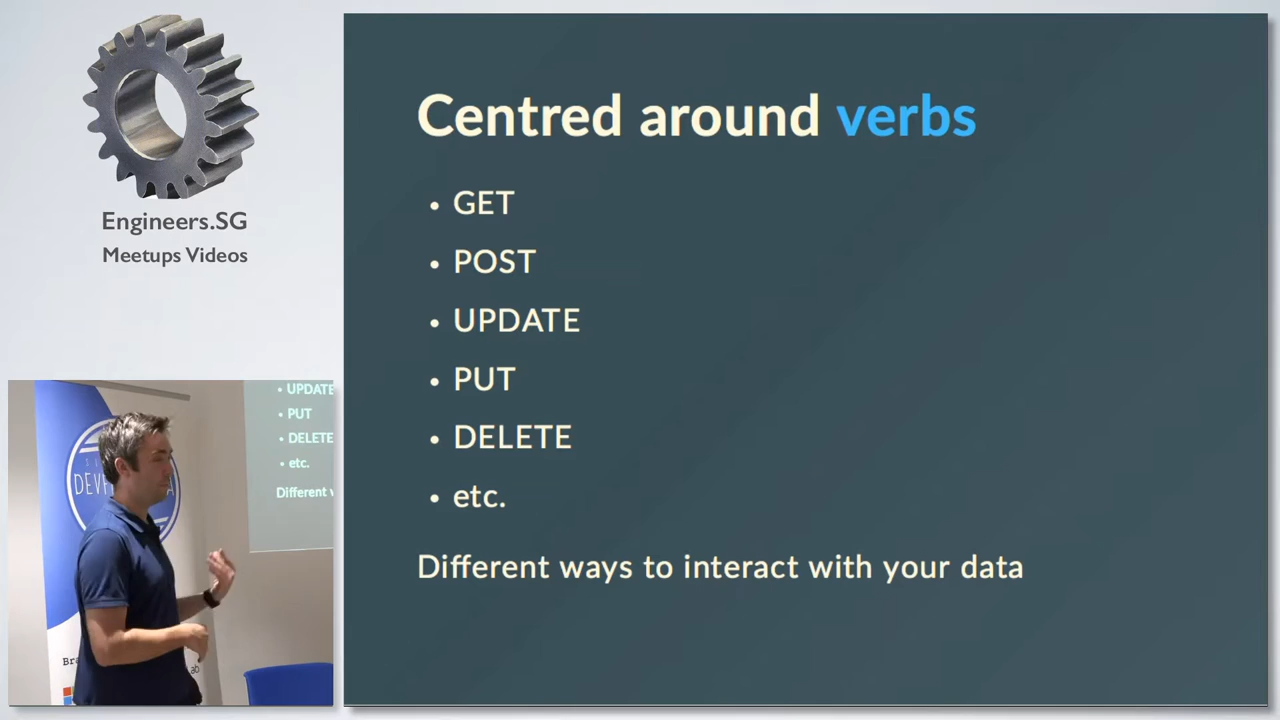 Engineers.SG
Meetups Videos
Centred around verbs
• GET
• POST
• UPDATE
• PUT
• DELETE
• etc.
Different ways to interact with your data
• UPDATE
• PUT
• DELETE
• etc.
Different